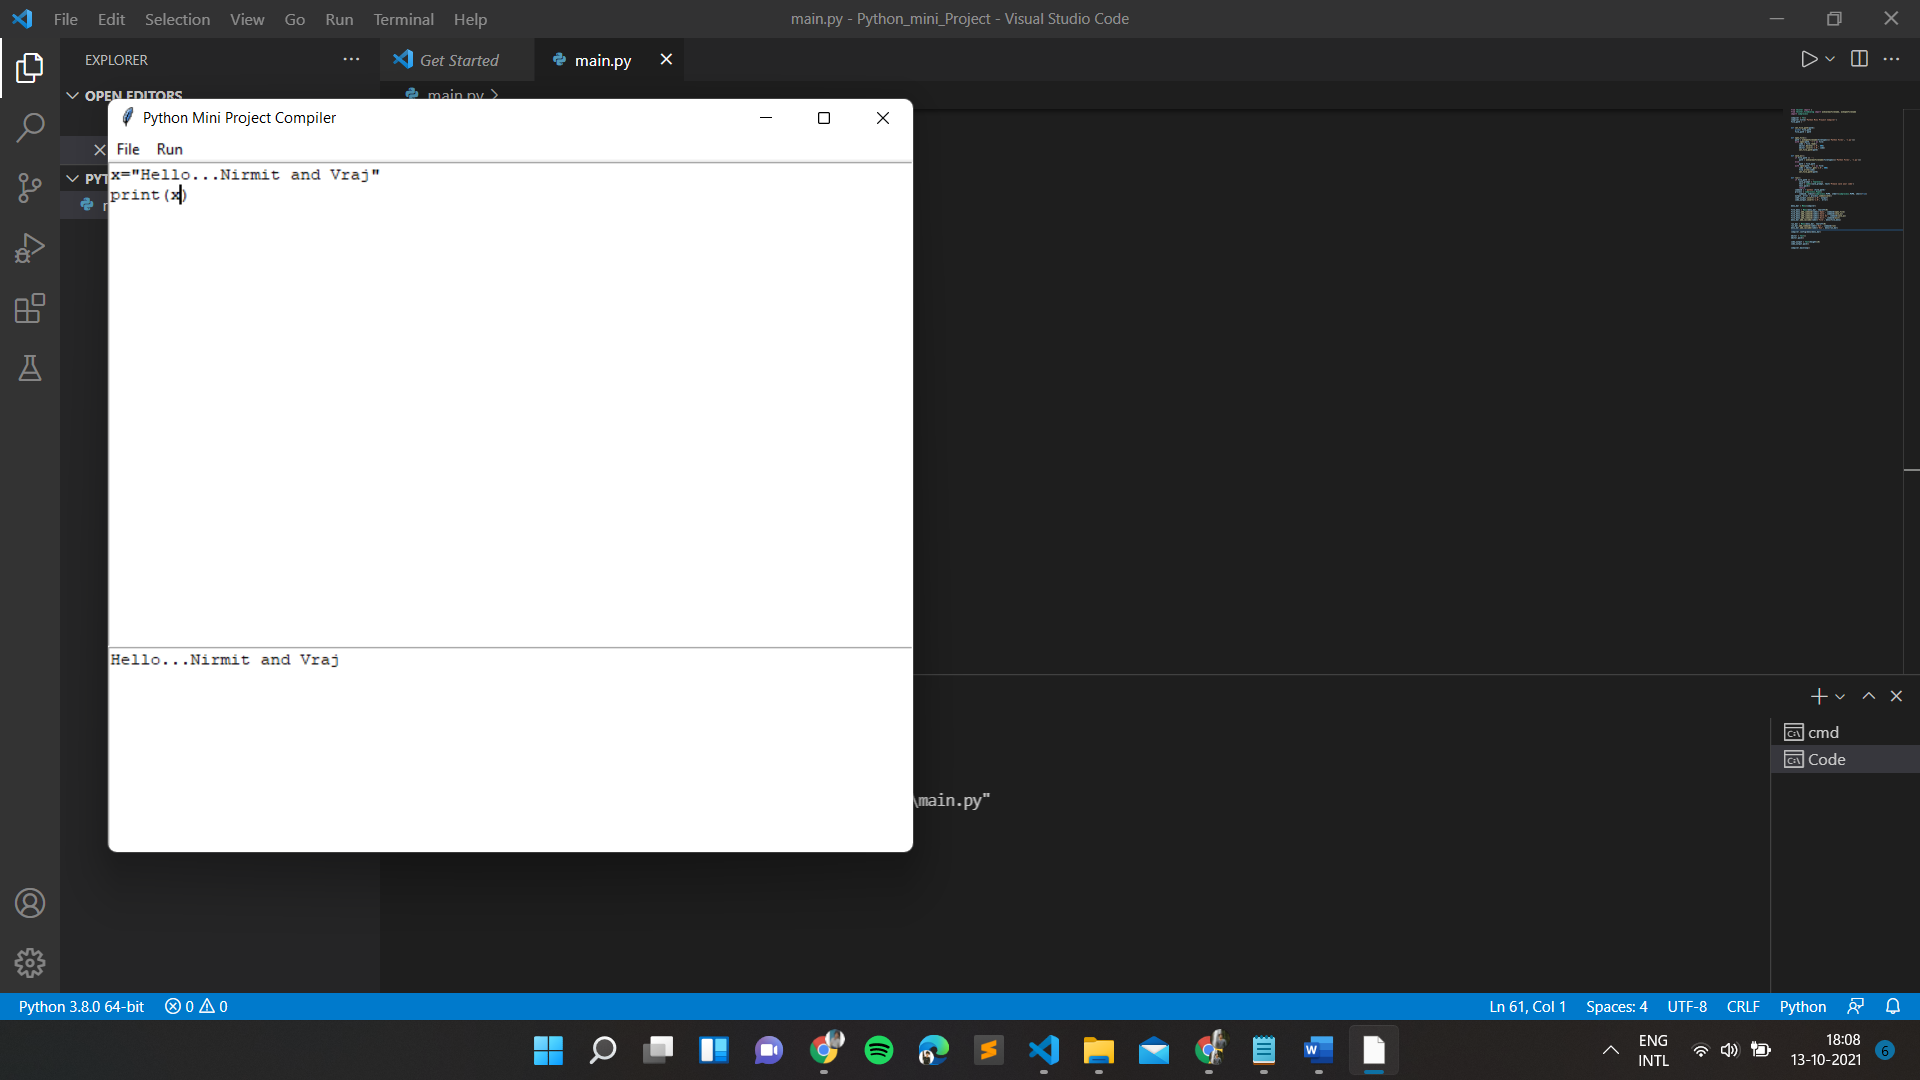 File Edit Selection View Go Run Terminal Help
main.py - Python_mini_Project - Visual Studio Code
EXPLORER
Get Started
main.py
OPEN EDITORS
main.py
Python Mini Project Compiler
File Run
x="Hello...Nirmit and Vraj"
print(x)
Hello...Nirmit and Vraj
cmd
Code
\main.py"
Python 3.8.0 64-bit 0 0
Ln 61, Col 1 Spaces: 4 UTF-8 CRLF Python
ENG
INTL
18:08
13-10-2021
6